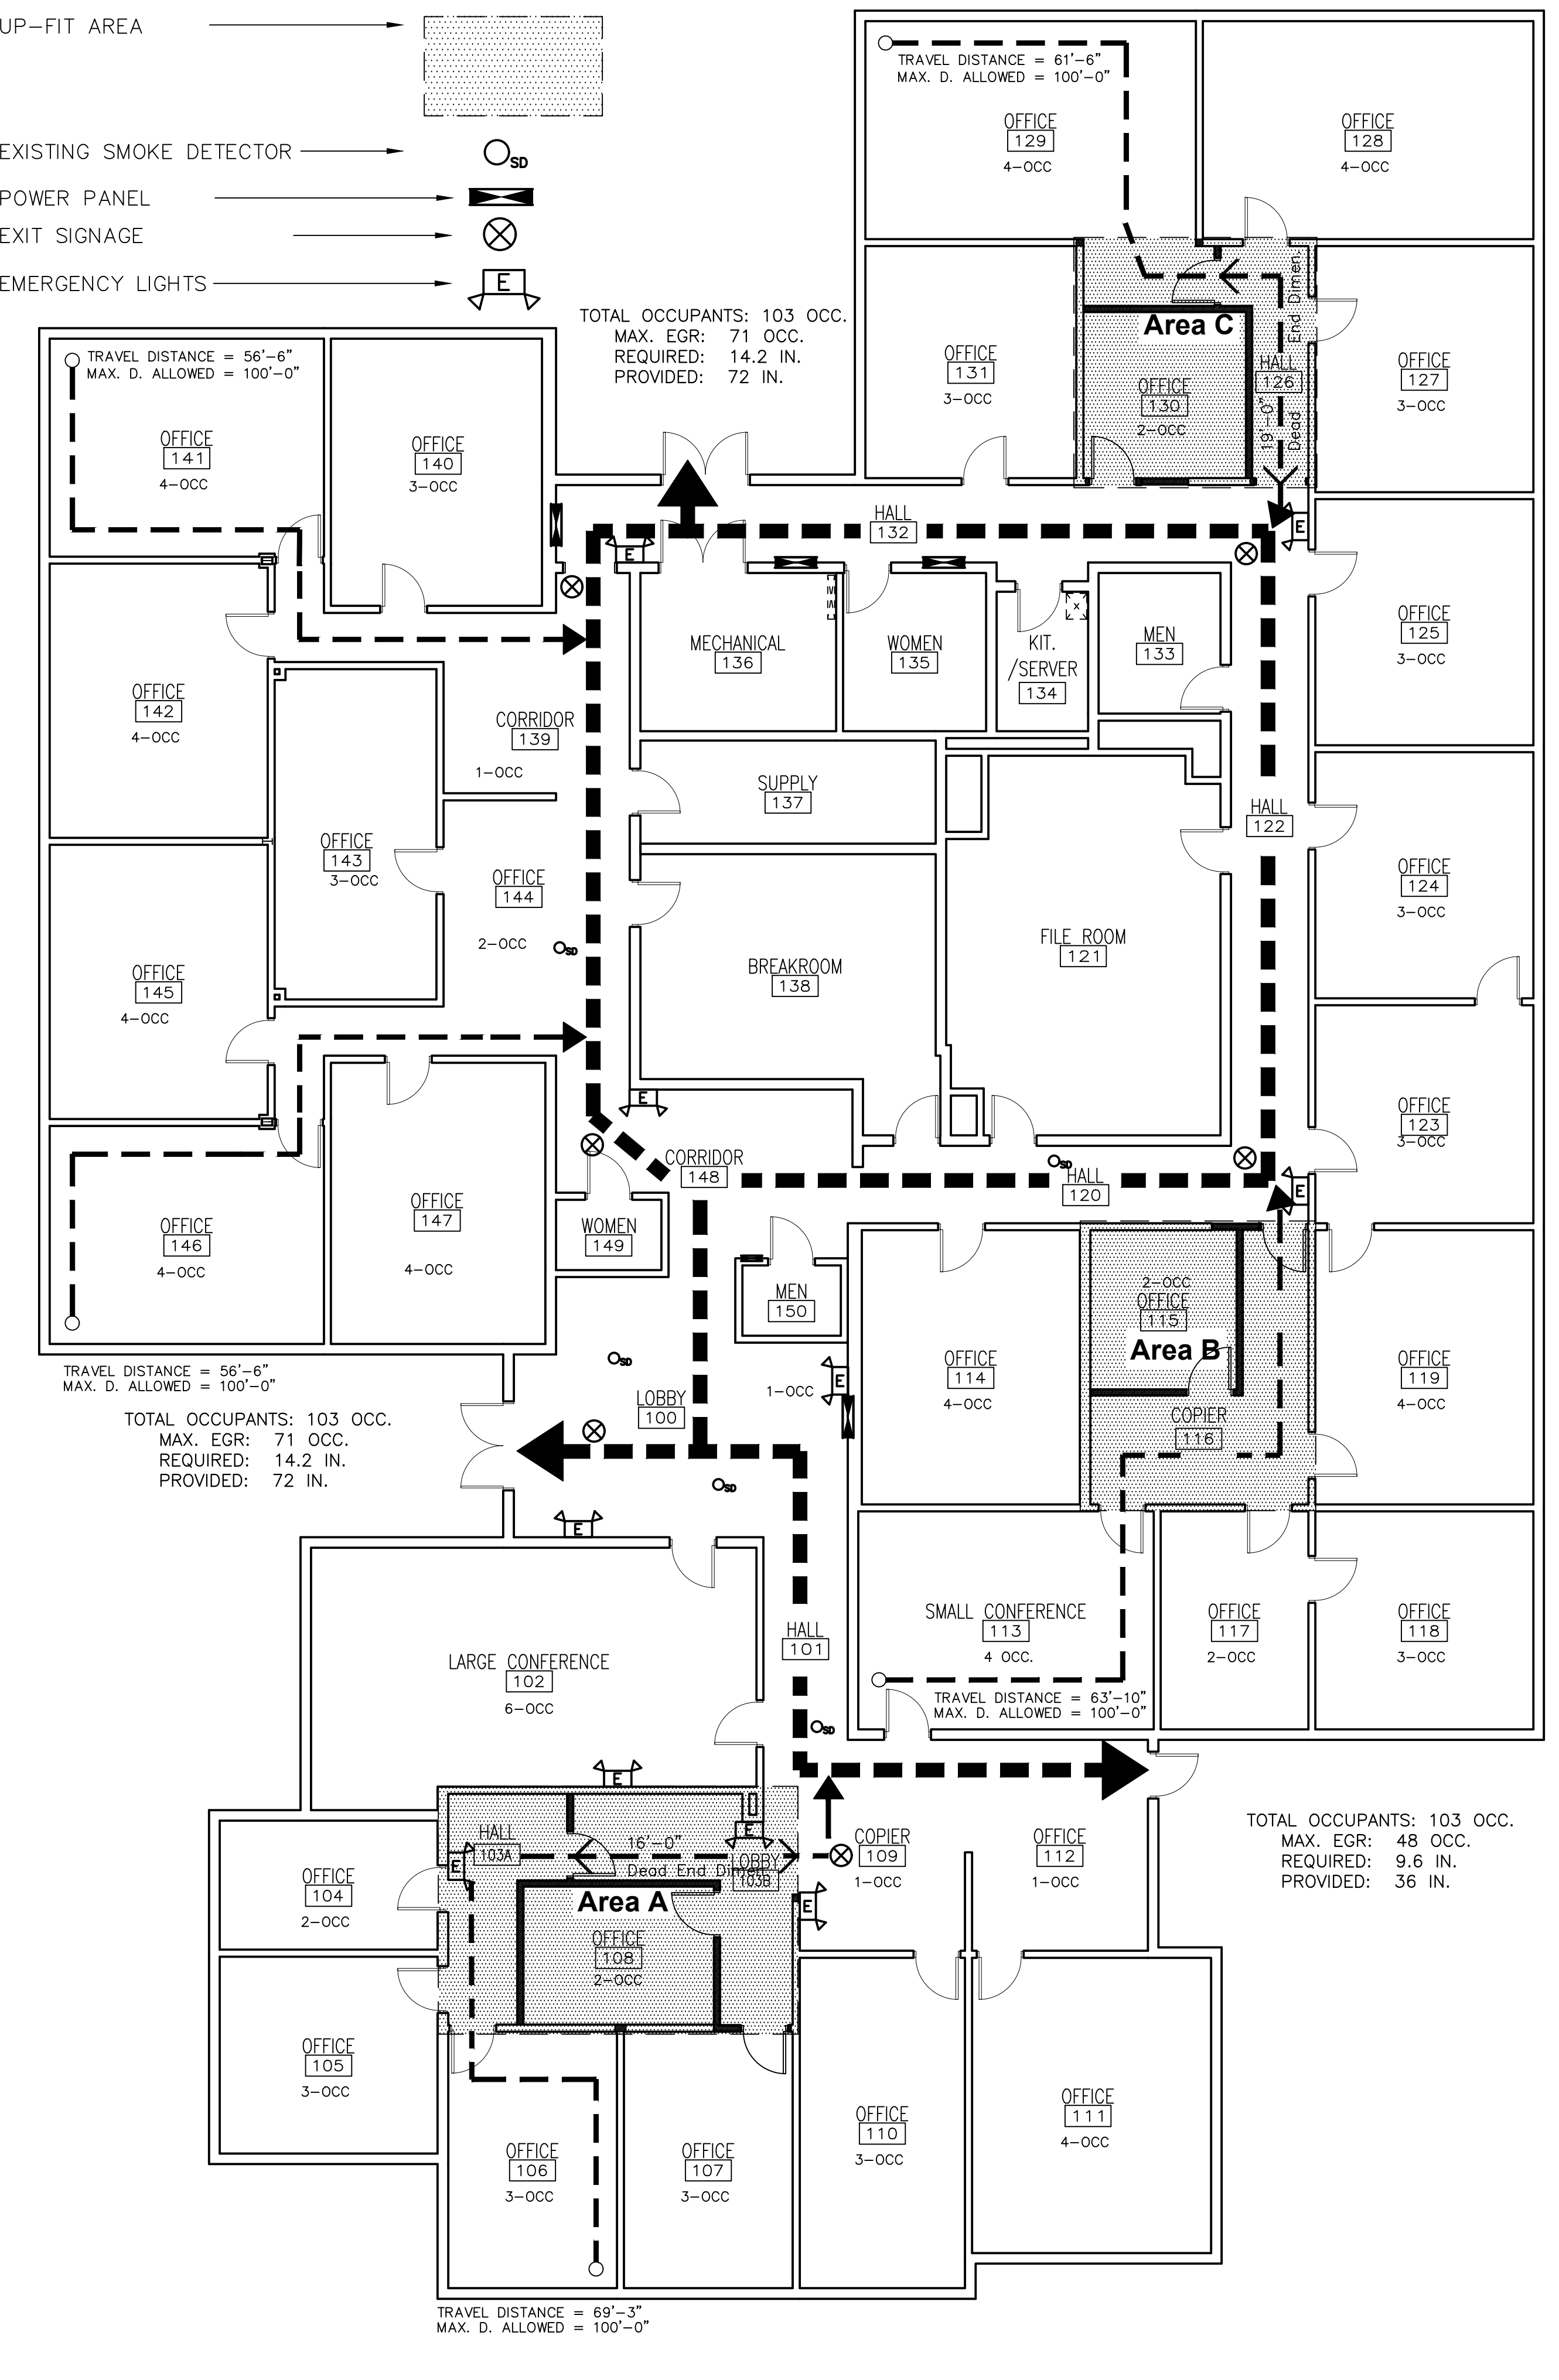 UP-FIT AREA
EXISTING SMOKE DETECTOR
SD
POWER PANEL
EXIT SIGNAGE
EMERGENCY LIGHTS
E
TRAVEL DISTANCE = 61'-6"
MAX. D. ALLOWED = 100'-0"
OFFICE
129
4-OCC
OFFICE
128
4-OCC
TOTAL OCCUPANTS: 103 OCC.
MAX. EGR: 71 OCC.
REQUIRED: 14.2 IN.
PROVIDED: 72 IN.
TRAVEL DISTANCE = 56'-6"
MAX. D. ALLOWED = 100'-0"
OFFICE
141
4-OCC
OFFICE
140
3-OCC
OFFICE
131
3-OCC
Area C
OFFICE
130
2-OCC
HALL
126
19'-0"
Dead End Dimen.
OFFICE
127
3-OCC
HALL
132
E
E
MECHANICAL
136
WOMEN
135
KIT.
/SERVER
134
X
MEN
133
OFFICE
125
3-OCC
OFFICE
142
4-OCC
CORRIDOR
139
1-OCC
SUPPLY
137
HALL
122
OFFICE
143
3-OCC
OFFICE
144
2-OCC
SD
OFFICE
124
3-OCC
OFFICE
145
4-OCC
BREAKROOM
138
FILE ROOM
121
OFFICE
123
3-OCC
E
CORRIDOR
148
SD
HALL
120
E
OFFICE
146
4-OCC
OFFICE
147
4-OCC
WOMEN
149
MEN
150
2-OCC
OFFICE
115
Area B
OFFICE
114
4-OCC
OFFICE
119
4-OCC
SD
E
1-OCC
LOBBY
100
COPIER
116
TRAVEL DISTANCE = 56'-6"
MAX. D. ALLOWED = 100'-0"
TOTAL OCCUPANTS: 103 OCC.
MAX. EGR: 71 OCC.
REQUIRED: 14.2 IN.
PROVIDED: 72 IN.
SD
E
LARGE CONFERENCE
102
6-OCC
HALL
101
SMALL CONFERENCE
113
4 OCC.
OFFICE
117
2-OCC
OFFICE
118
3-OCC
TRAVEL DISTANCE = 63'-10"
MAX. D. ALLOWED = 100'-0"
SD
E
TOTAL OCCUPANTS: 103 OCC.
MAX. EGR: 48 OCC.
REQUIRED: 9.6 IN.
PROVIDED: 36 IN.
HALL
103A
E
16'-0"
Dead End Dimen.
E
LOBBY
103B
COPIER
109
1-OCC
OFFICE
112
1-OCC
OFFICE
104
2-OCC
Area A
OFFICE
108
2-OCC
E
OFFICE
105
3-OCC
OFFICE
106
3-OCC
OFFICE
107
3-OCC
OFFICE
110
3-OCC
OFFICE
111
4-OCC
TRAVEL DISTANCE = 69'-3"
MAX. D. ALLOWED = 100'-0"